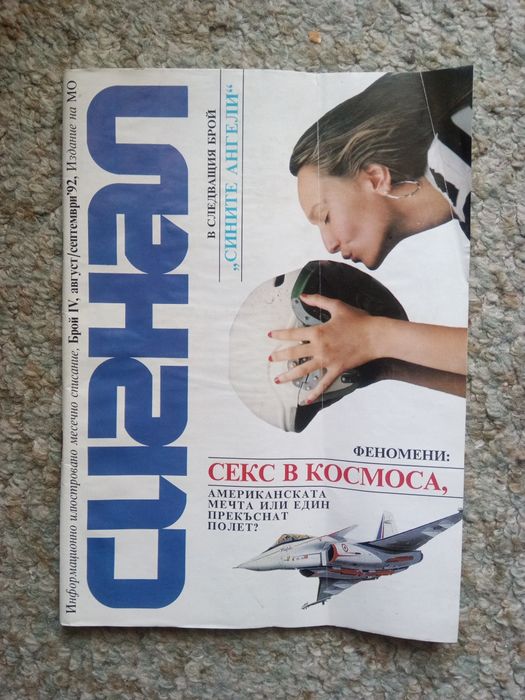 Информационно илюстровано месечно списание, Брой IV, август/септември'92, Издание на МО
сигнал
В СЛЕДВАЩИЯ БРОЙ
„СИНИТЕ АНГЕЛИ“
ФЕНОМЕНИ:
СЕКС В КОСМОСА,
АМЕРИКАНСКАТА
МЕЧТА ИЛИ ЕДИН
ПРЕКЪСНАТ
ПОЛЕТ?